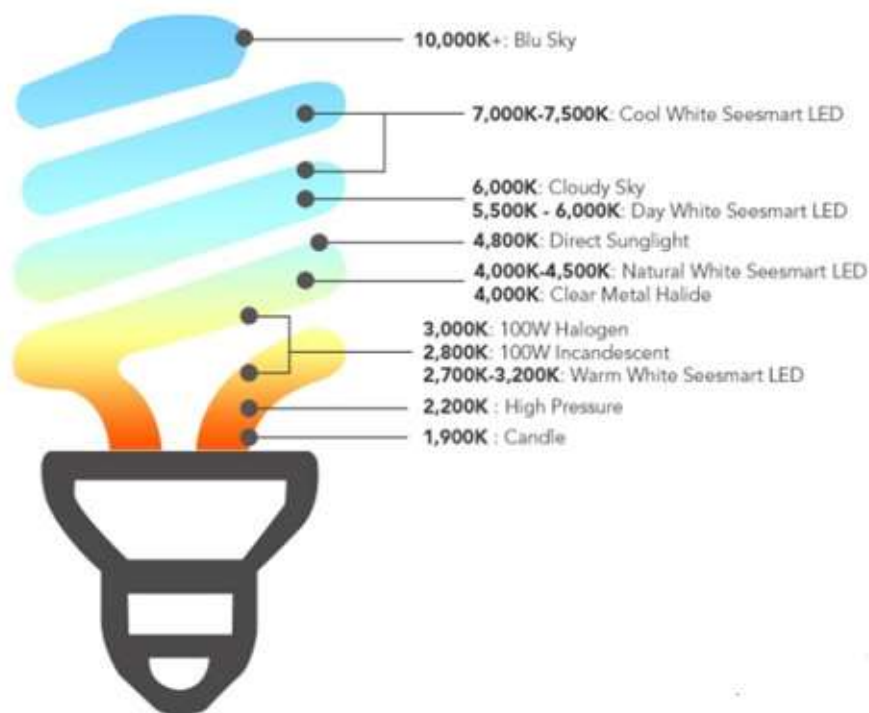 10,000K+: Blu Sky
7,000K-7,500K: Cool White Seesmart LED
6,000K: Cloudy Sky
5,500K - 6,000K: Day White Seesmart LED
4,800K: Direct Sunglight
4,000K-4,500K: Natural White Seesmart LED
4,000K: Clear Metal Halide
3,000K: 100W Halogen
2,800K: 100W Incandescent
2,700K-3,200K: Warm White Seesmart LED
2,200K : High Pressure
1,900K : Candle